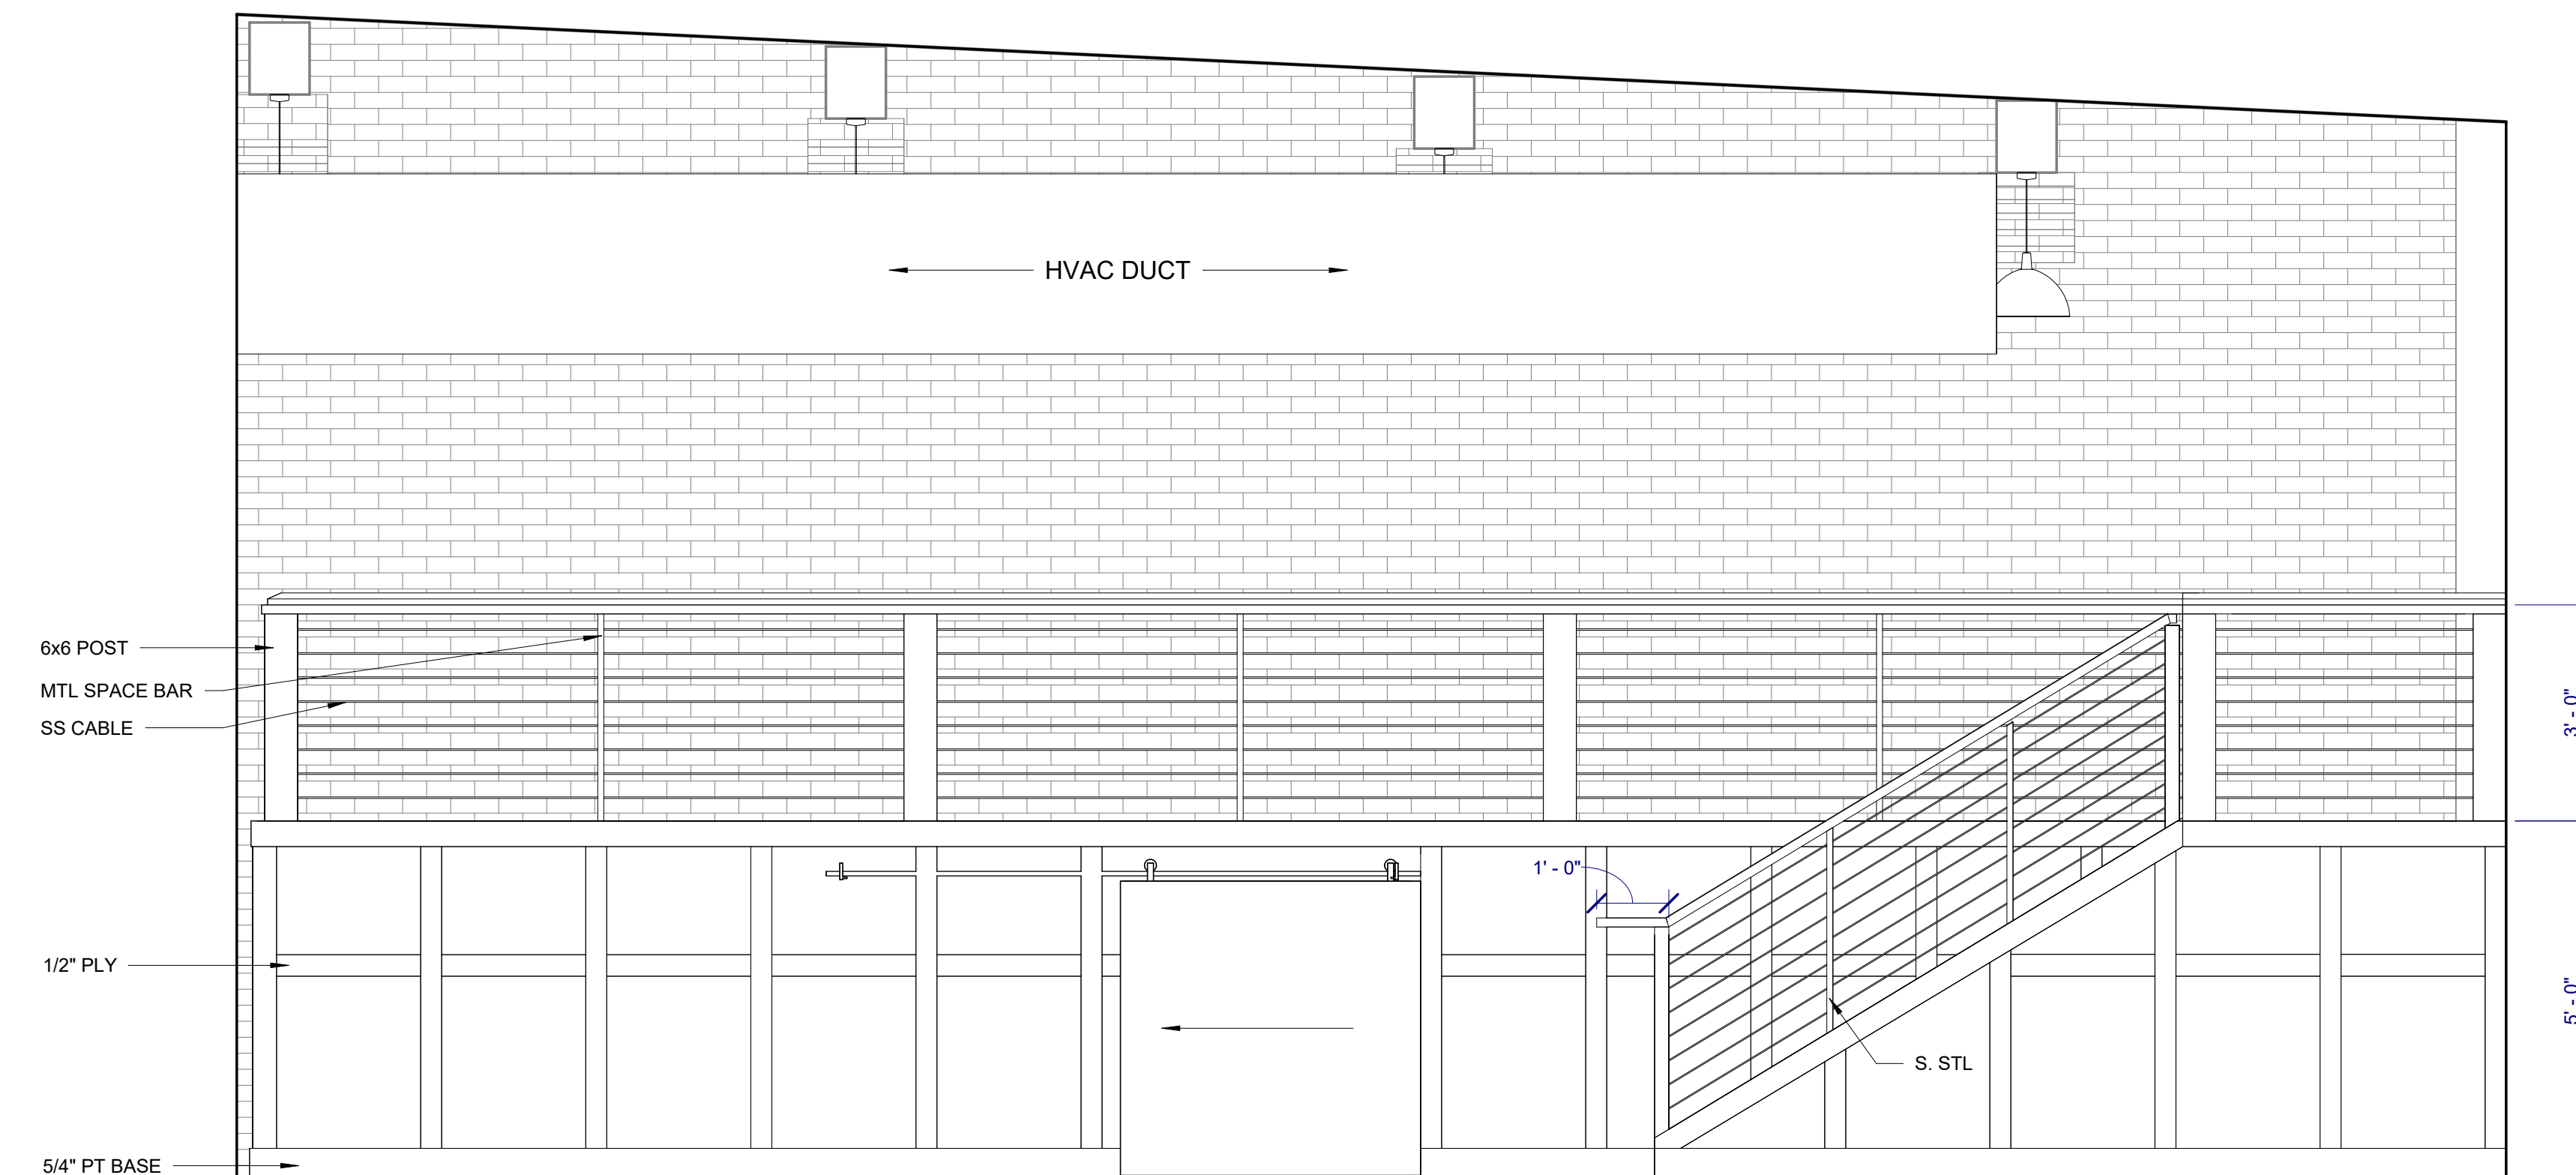 HVAC DUCT
6x6 POST
MTL SPACE BAR
SS CABLE
3' - 0"
1' - 0"
1/2" PLY
5' - 0"
S. STL
5/4" PT BASE